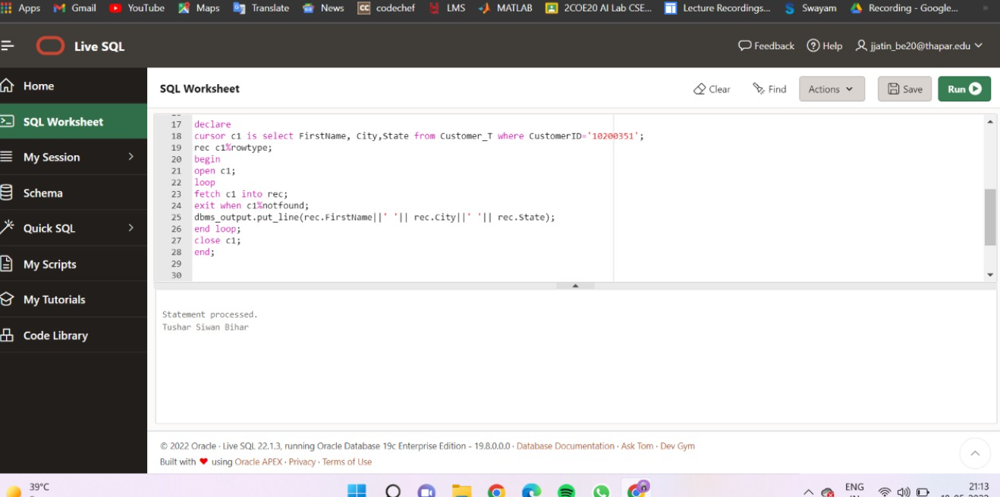 Apps Gmail YouTube Maps Translate News codechef LMS MATLAB 2COE20 AI Lab CSE... Lecture Recordings... Swayam Recording - Google... »
Live SQL Feedback Help jjatin_be20@thapar.edu
Home
SQL Worksheet
My Session
Schema
Quick SQL
My Scripts
My Tutorials
Code Library
SQL Worksheet Clear Find Actions Save Run
17 declare
18 cursor c1 is select FirstName, City,State from Customer_T where CustomerID='10200351';
19 rec c1%rowtype;
20 begin
21 open c1;
22 loop
23 fetch c1 into rec;
24 exit when c1%notfound;
25 dbms_output.put_line(rec.FirstName||' '|| rec.City||' '|| rec.State);
26 end loop;
27 close c1;
28 end;
29
30
Statement processed.
Tushar Siwan Bihar
© 2022 Oracle · Live SQL 22.1.3, running Oracle Database 19c Enterprise Edition - 19.8.0.0.0 · Database Documentation · Ask Tom · Dev Gym
Built with ❤ using Oracle APEX · Privacy · Terms of Use
39°C
ENG
21:13